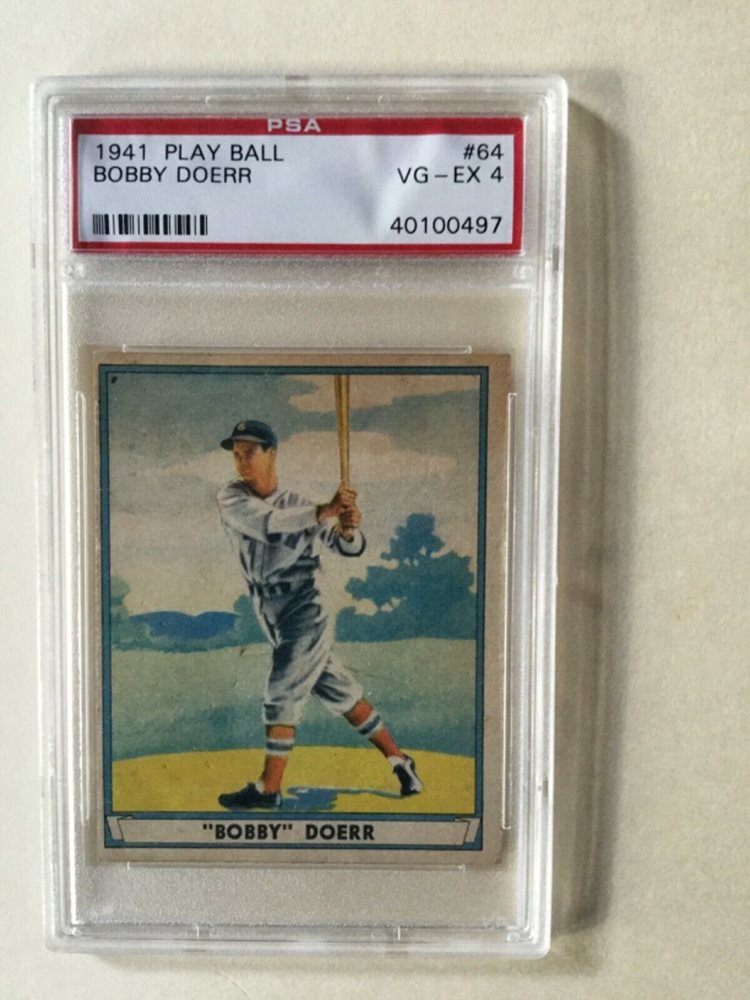 PSA
1941 PLAY BALL #64
BOBBY DOERR VG-EX 4
40100497
"BOBBY" DOERR